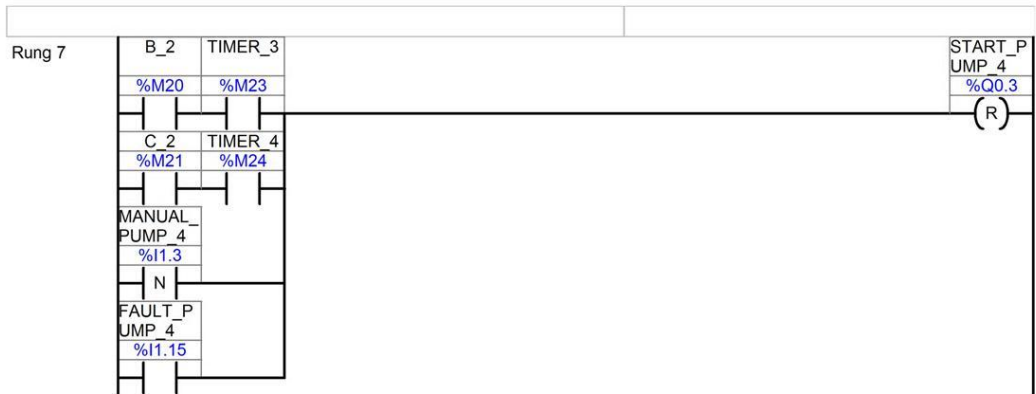 Rung 7
B_2 TIMER_3 START_P
UMP_4
%M20 %M23 %Q0.3
R
C_2 TIMER_4
%M21 %M24
MANUAL_
PUMP_4
%I1.3
N
FAULT_P
UMP_4
%I1.15